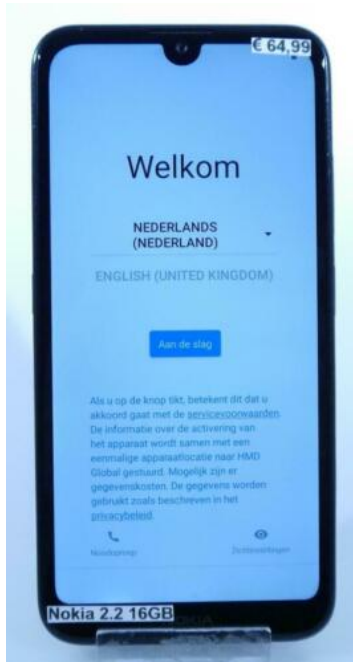 € 64,99
Welkom
NEDERLANDS
(NEDERLAND)
ENGLISH (UNITED KINGDOM)
Aan de slag
Als u op de knop tikt, betekent dit dat u
akkoord gaat met de servicevoorwaarden.
De informatie over de activering van
het apparaat wordt samen met een
eenmalige apparaatlocatie naar HMD
Global gestuurd. Mogelijk zijn er
gegevenskosten. De gegevens worden
gebruikt zoals beschreven in het
privacybeleid.
Noodoproep
Nokia 2.2 16GB
NOKIA